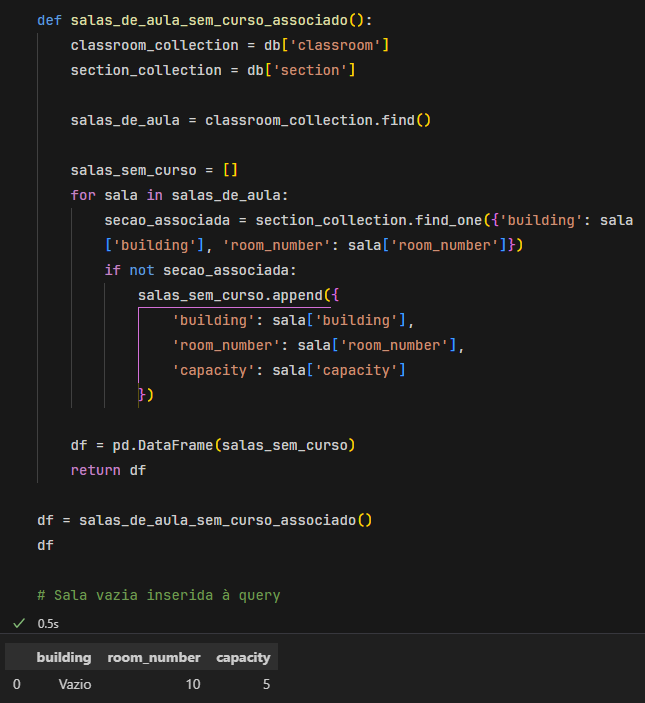 def salas_de_aula_sem_curso_associado():
    classroom_collection = db['classroom']
    section_collection = db['section']

    salas_de_aula = classroom_collection.find()

    salas_sem_curso = []
    for sala in salas_de_aula:
        secao_associada = section_collection.find_one({'building': sala
        ['building'], 'room_number': sala['room_number']})
        if not secao_associada:
            salas_sem_curso.append({
                'building': sala['building'],
                'room_number': sala['room_number'],
                'capacity': sala['capacity']
            })

    df = pd.DataFrame(salas_sem_curso)
    return df

df = salas_de_aula_sem_curso_associado()
df

# Sala vazia inserida à query
✓ 0.5s
building room_number capacity
0 Vazio 10 5